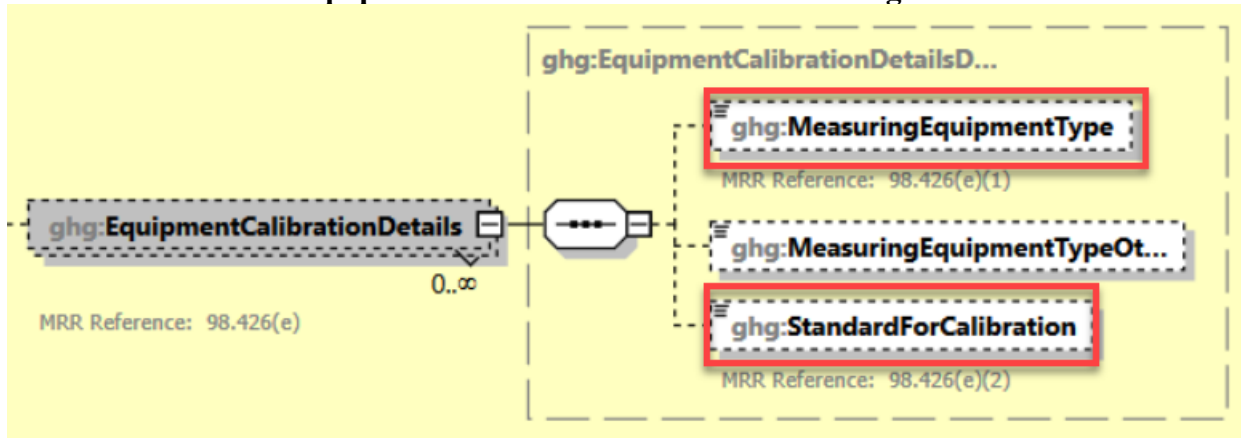 ghg:EquipmentCalibrationDetailsD...
ghg:MeasuringEquipmentType
MRR Reference: 98.426(e)(1)
ghg:EquipmentCalibrationDetails
0..∞
MRR Reference: 98.426(e)
ghg:MeasuringEquipmentTypeOt...
ghg:StandardForCalibration
MRR Reference: 98.426(e)(2)